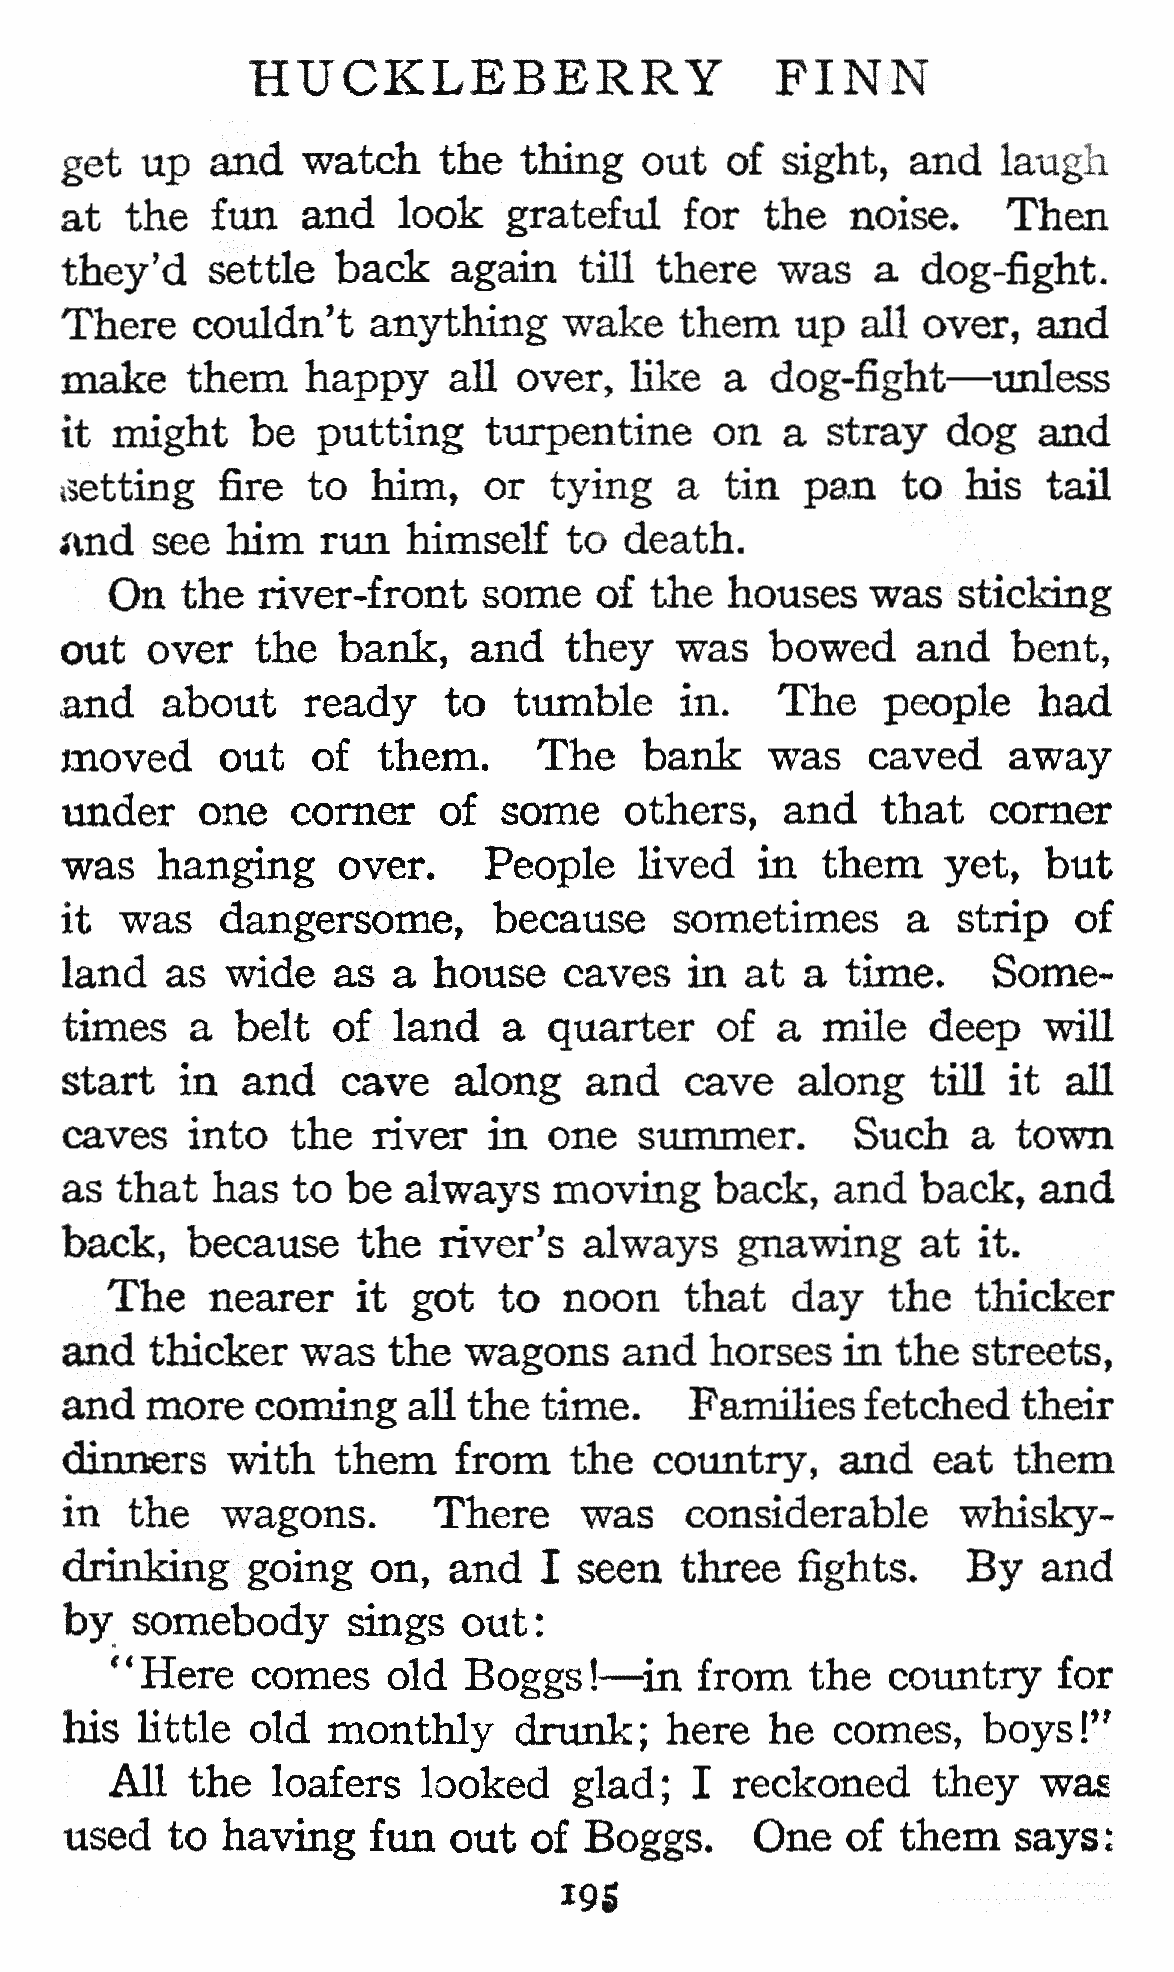 HUCKLEBERRY FINN
get up and watch the thing out of sight, and laugh
at the fun and look grateful for the noise. Then
they'd settle back again till there was a dog-fight.
There couldn't anything wake them up all over, and
make them happy all over, like a dog-fight—unless
it might be putting turpentine on a stray dog and
setting fire to him, or tying a tin pan to his tail
and see him run himself to death.
On the river-front some of the houses was sticking
out over the bank, and they was bowed and bent,
and about ready to tumble in. The people had
moved out of them. The bank was caved away
under one corner of some others, and that corner
was hanging over. People lived in them yet, but
it was dangersome, because sometimes a strip of
land as wide as a house caves in at a time. Some-
times a belt of land a quarter of a mile deep will
start in and cave along and cave along till it all
caves into the river in one summer. Such a town
as that has to be always moving back, and back, and
back, because the river's always gnawing at it.
The nearer it got to noon that day the thicker
and thicker was the wagons and horses in the streets,
and more coming all the time. Families fetched their
dinners with them from the country, and eat them
in the wagons. There was considerable whisky-
drinking going on, and I seen three fights. By and
by somebody sings out:
"Here comes old Boggs!—in from the country for
his little old monthly drunk; here he comes, boys!"
All the loafers looked glad; I reckoned they was
used to having fun out of Boggs. One of them says:
195